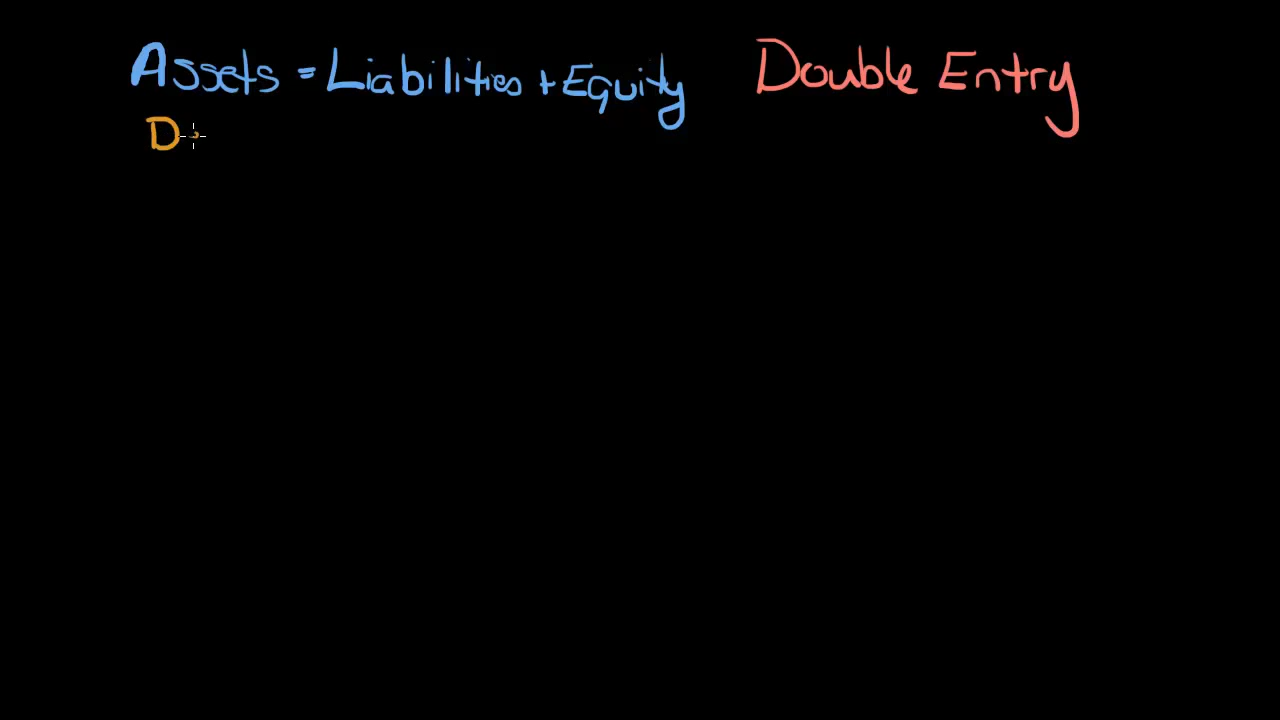 Assets = Liabilities + Equity Double Entry
D